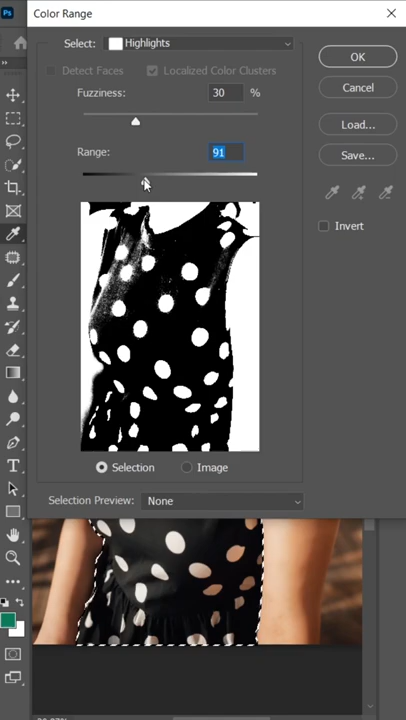 Ps
Color Range
Select: Highlights
OK
Detect Faces
Localized Color Clusters
Fuzziness: 30 %
Cancel
Load...
Range: 91
Save...
Invert
Selection
Image
Selection Preview: None
T